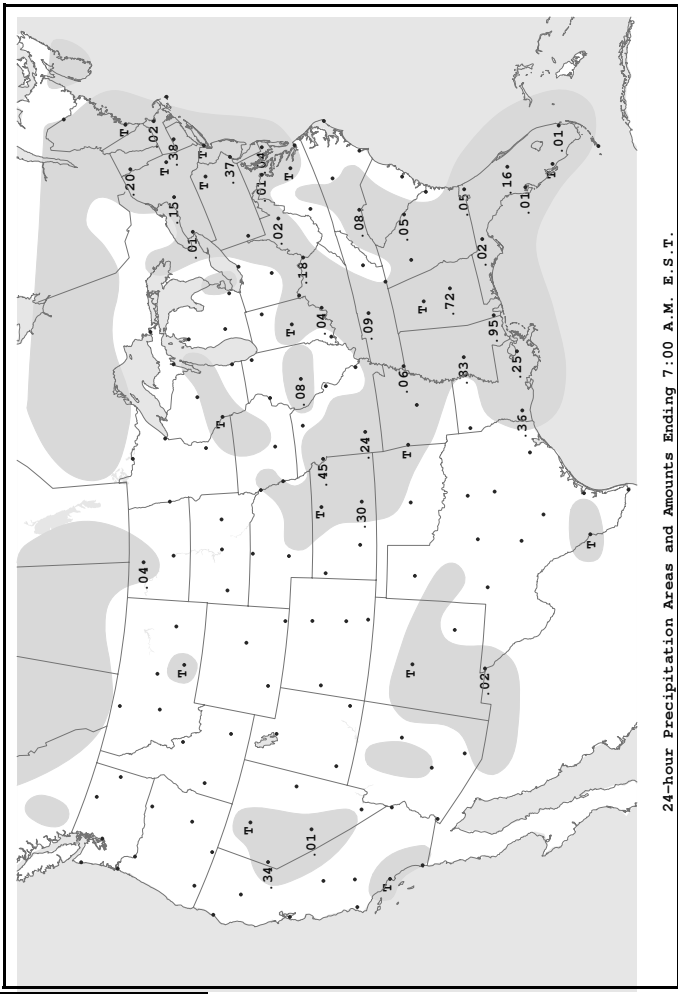 T
.20
.04
.02
T
.15
.38
T
.01
T
T
T
.37
T
.01
.04
.34
.02
T
T
.08
.18
.01
T
.45
.04
.30
.08
.24
.09
T
.06
.05
T
T
T
.72
.33
.05
.02
.02
.95
.16
.25
.36
.01
T
.01
T
24-hour Precipitation Areas and Amounts Ending 7:00 A.M. E.S.T.